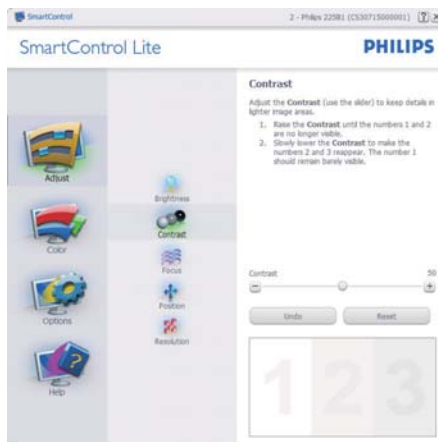 SmartControl
2 - Philips 225B1 (CS30715000001)
SmartControl Lite
PHILIPS
Adjust
Color
Options
Help
Brightness
Contrast
Focus
Position
Resolution
Contrast
Adjust the Contrast (use the slider) to keep details in
lighter image areas.
1. Raise the Contrast until the numbers 1 and 2
are no longer visible.
2. Slowly lower the Contrast to make the
numbers 2 and 3 reappear. The number 1
should remain barely visible.
Contrast 50
Undo Reset
1 2 3